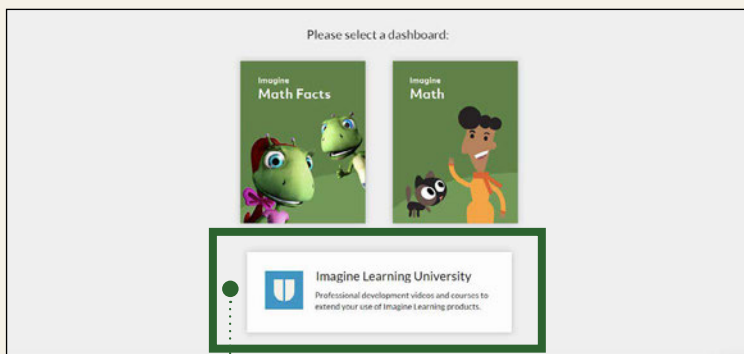 Please select a dashboard:
Imagine
Math Facts
Imagine
Math
Imagine Learning University
Professional development videos and courses to
extend your use of Imagine Learning products.